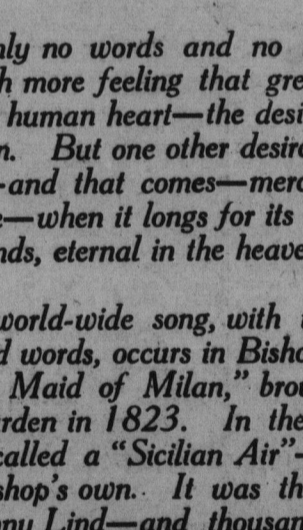 nly no words and no
h more feeling that gre
human heart—the desi
n. But one other desire
-and that comes—merc
e—when it longs for its
nds, eternal in the heave
world-wide song, with
d words, occurs in Bisho
Maid of Milan," brou
rden in 1823. In the
called a "Sicilian Air"-
shop's own. It was th
ny Lind—and thousan